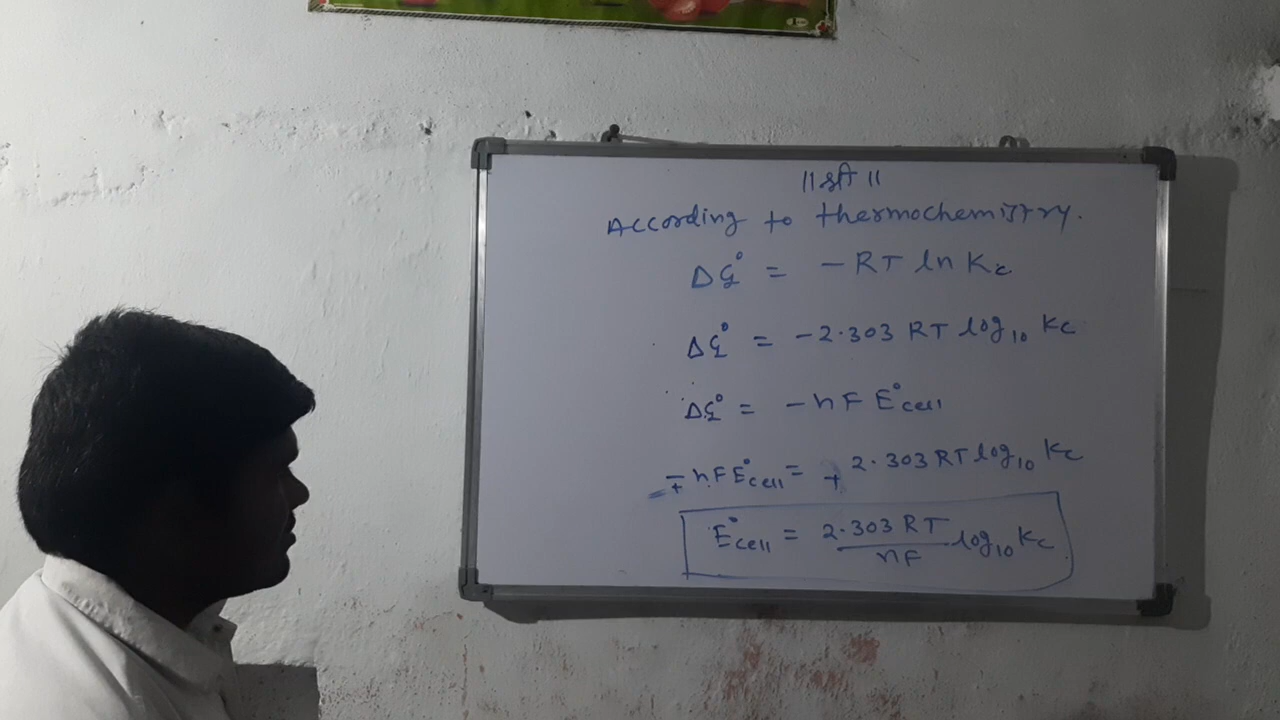 ॥ श्री ॥
According to thermochemistry.
ΔG° = - RT ln Kc
ΔG° = -2.303 RT log₁₀ Kc
ΔG° = - nF E°cell
∓ nFE°cell = + 2.303 RT log₁₀ Kc
E°cell = 2.303 RT / nF log₁₀ Kc